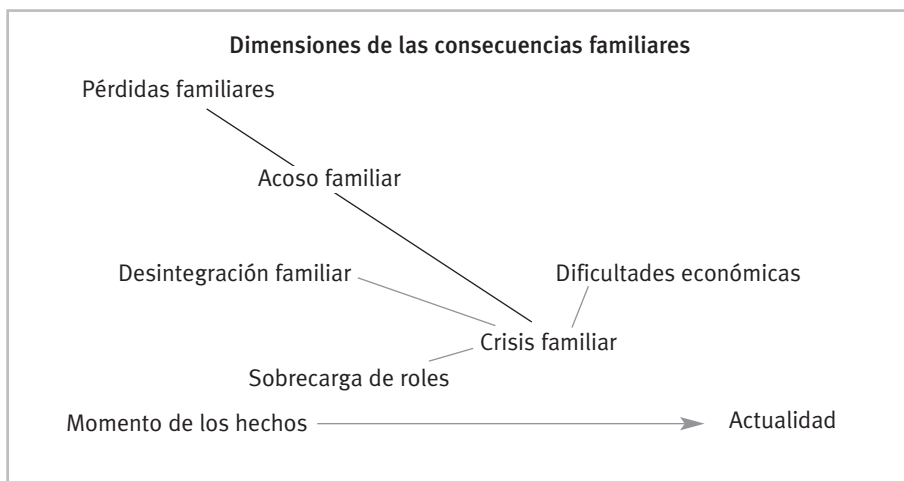 Dimensiones de las consecuencias familiares
Pérdidas familiares
Acoso familiar
Desintegración familiar
Dificultades económicas
Crisis familiar
Sobrecarga de roles
Momento de los hechos
Actualidad